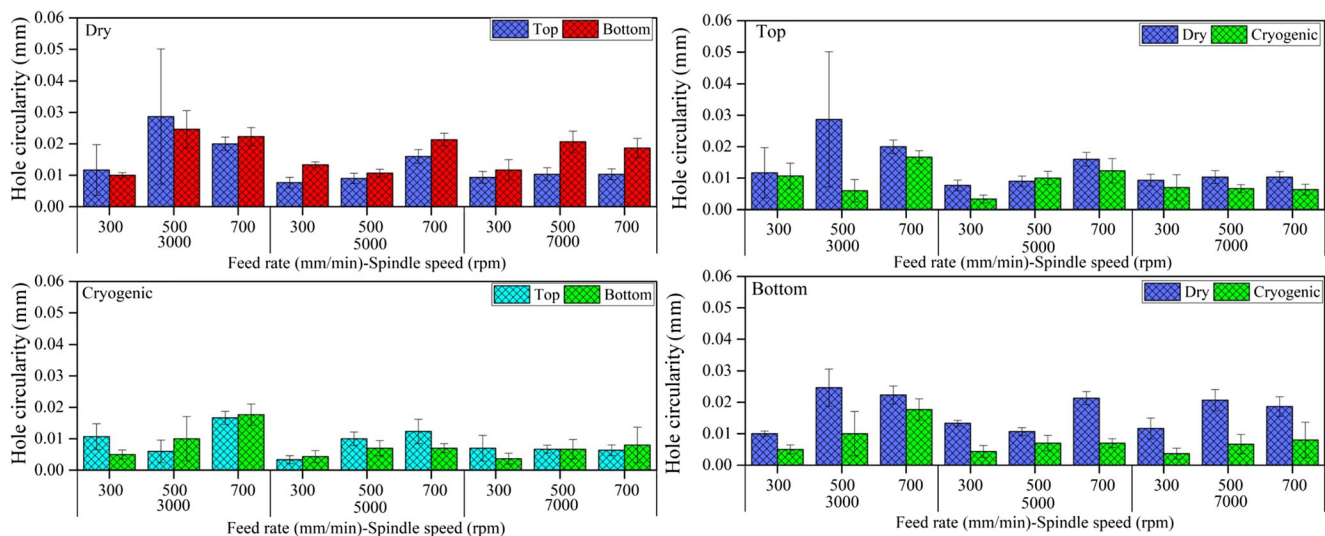 Dry
Top Bottom
Hole circularity (mm)
0.06
0.05
0.04
0.03
0.02
0.01
0.00
300 500 700 300 500 700 300 500 700
3000 5000 7000
Feed rate (mm/min)-Spindle speed (rpm)
Top
Dry Cryogenic
Hole circularity (mm)
0.06
0.05
0.04
0.03
0.02
0.01
0.00
300 500 700 300 500 700 300 500 700
3000 5000 7000
Feed rate (mm/min)-Spindle speed (rpm)
Cryogenic
Top Bottom
Hole circularity (mm)
0.06
0.05
0.04
0.03
0.02
0.01
0.00
300 500 700 300 500 700 300 500 700
3000 5000 7000
Feed rate (mm/min)-Spindle speed (rpm)
Bottom
Dry Cryogenic
Hole circularity (mm)
0.06
0.05
0.04
0.03
0.02
0.01
0.00
300 500 700 300 500 700 300 500 700
3000 5000 7000
Feed rate (mm/min)-Spindle speed (rpm)